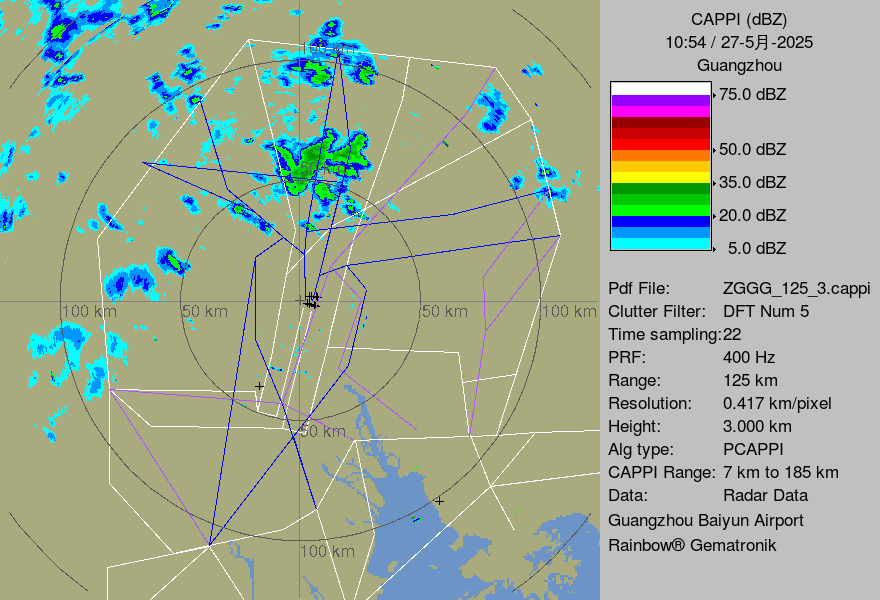 CAPPI (dBZ)
10:54 / 27-5月-2025
Guangzhou
75.0 dBZ
50.0 dBZ
35.0 dBZ
20.0 dBZ
5.0 dBZ
Pdf File: ZGGG_125_3.cappi
Clutter Filter: DFT Num 5
Time sampling:22
PRF: 400 Hz
Range: 125 km
Resolution: 0.417 km/pixel
Height: 3.000 km
Alg type: PCAPPI
CAPPI Range: 7 km to 185 km
Data: Radar Data
Guangzhou Baiyun Airport
Rainbow® Gematronik
100 km
100 km
50 km
50 km
100 km
50 km
100 km